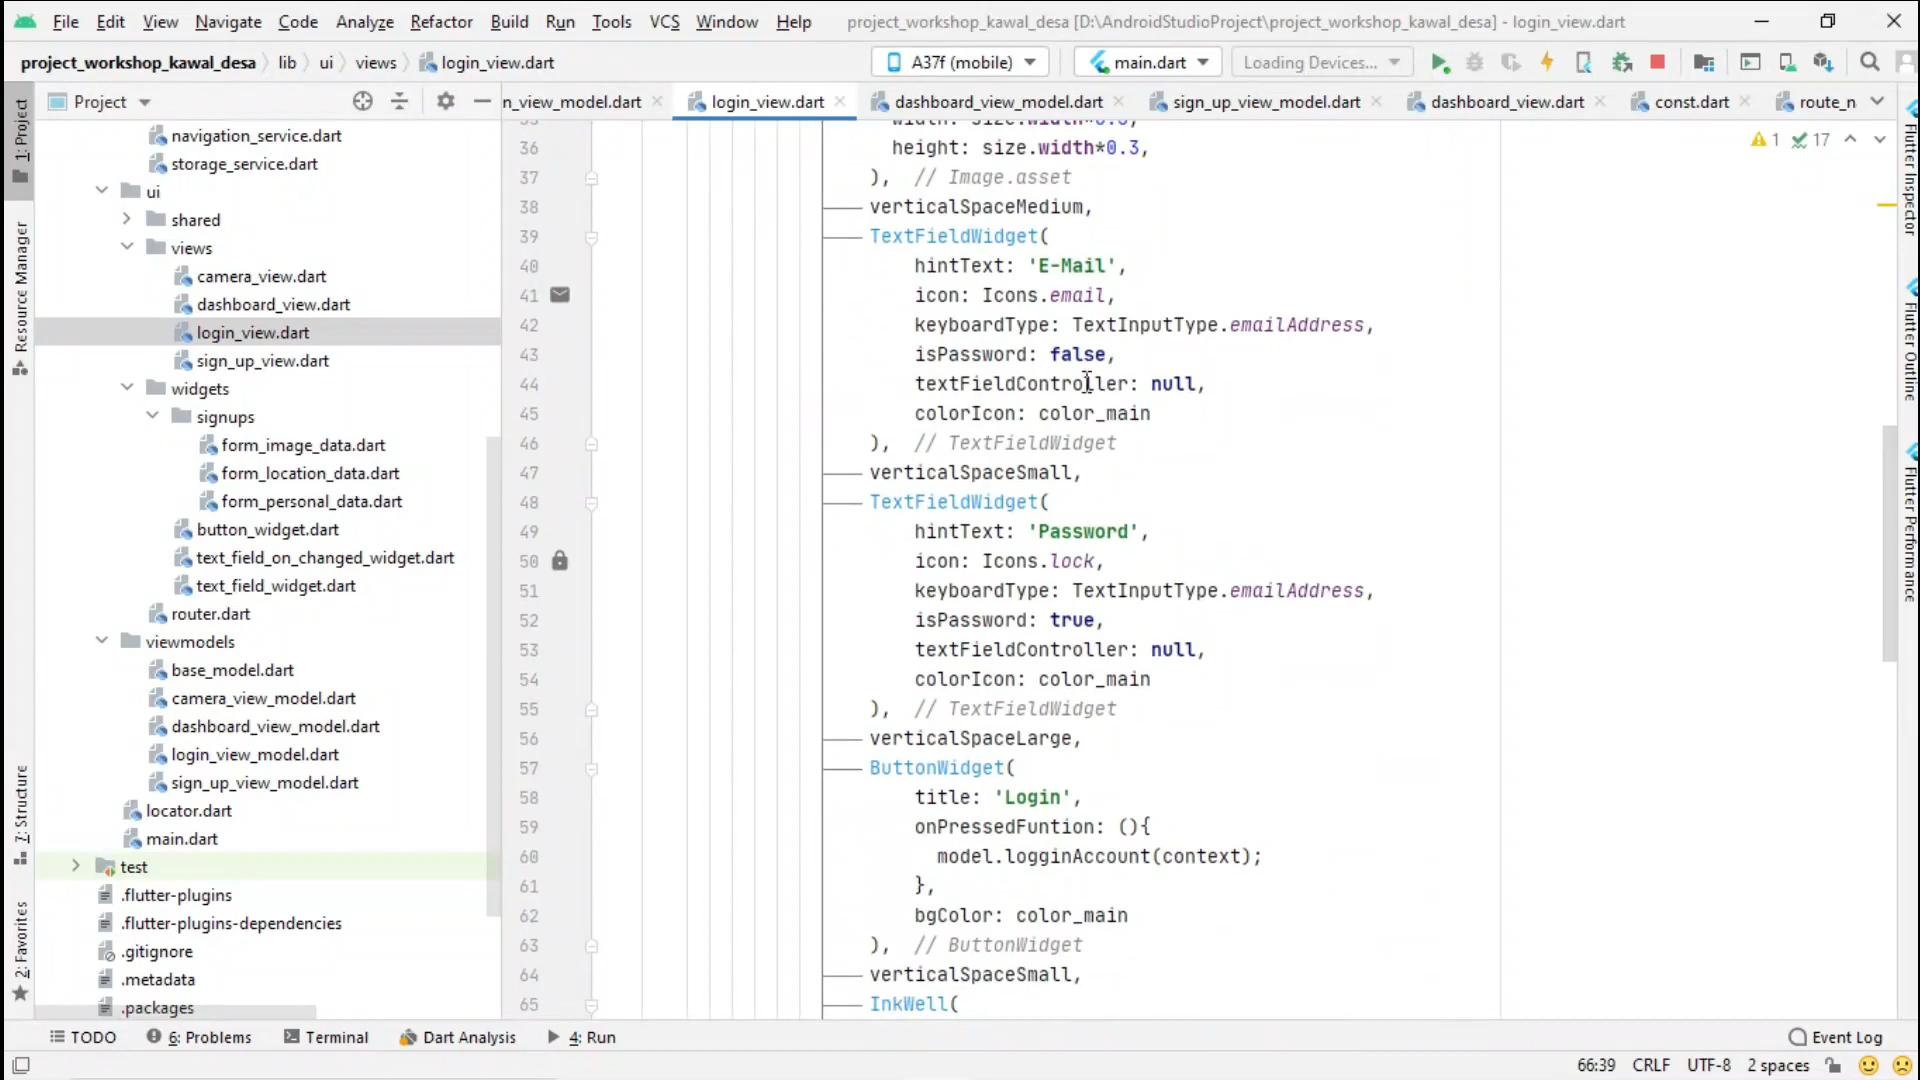 File Edit View Navigate Code Analyze Refactor Build Run Tools VCS Window Help project_workshop_kawal_desa [D:\AndroidStudioProject\project_workshop_kawal_desa] - login_view.dart
project_workshop_kawal_desa lib ui views login_view.dart A37f (mobile) main.dart Loading Devices...
Project n_view_model.dart login_view.dart dashboard_view_model.dart sign_up_view_model.dart dashboard_view.dart const.dart route_n
1: Project
Resource Manager
7: Structure
2: Favorites
navigation_service.dart
storage_service.dart
ui
shared
views
camera_view.dart
dashboard_view.dart
login_view.dart
sign_up_view.dart
widgets
signups
form_image_data.dart
form_location_data.dart
form_personal_data.dart
button_widget.dart
text_field_on_changed_widget.dart
text_field_widget.dart
router.dart
viewmodels
base_model.dart
camera_view_model.dart
dashboard_view_model.dart
login_view_model.dart
sign_up_view_model.dart
locator.dart
main.dart
test
.flutter-plugins
.flutter-plugins-dependencies
.gitignore
.metadata
.packages
1 17
36 height: size.width*0.3,
37 ), // Image.asset
38 verticalSpaceMedium,
39 TextFieldWidget(
40 hintText: 'E-Mail',
41 icon: Icons.email,
42 keyboardType: TextInputType.emailAddress,
43 isPassword: false,
44 textFieldController: null,
45 colorIcon: color_main
46 ), // TextFieldWidget
47 verticalSpaceSmall,
48 TextFieldWidget(
49 hintText: 'Password',
50 icon: Icons.lock,
51 keyboardType: TextInputType.emailAddress,
52 isPassword: true,
53 textFieldController: null,
54 colorIcon: color_main
55 ), // TextFieldWidget
56 verticalSpaceLarge,
57 ButtonWidget(
58 title: 'Login',
59 onPressedFuntion: (){
60 model.logginAccount(context);
61 },
62 bgColor: color_main
63 ), // ButtonWidget
64 verticalSpaceSmall,
65 InkWell(
Flutter Inspector
Flutter Outline
Flutter Performance
TODO 6: Problems Terminal Dart Analysis 4: Run Event Log
66:39 CRLF UTF-8 2 spaces